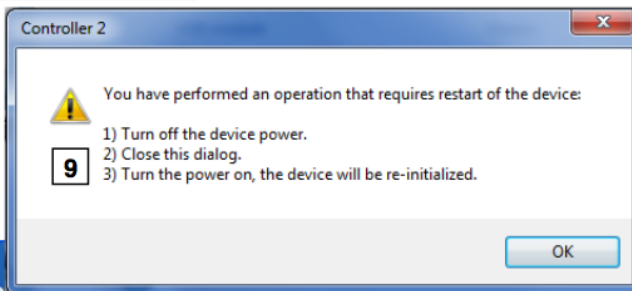 Controller 2
You have performed an operation that requires restart of the device:
1) Turn off the device power.
2) Close this dialog.
3) Turn the power on, the device will be re-initialized.
9
OK